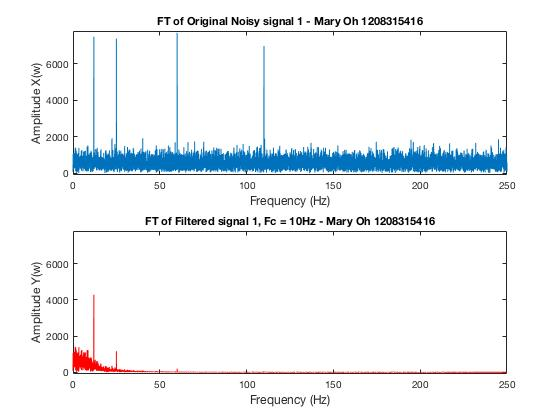 FT of Original Noisy signal 1 - Mary Oh 1208315416
Amplitude X(w)
6000
4000
2000
0
0 50 100 150 200 250
Frequency (Hz)
FT of Filtered signal 1, Fc = 10Hz - Mary Oh 1208315416
Amplitude Y(w)
6000
4000
2000
0
0 50 100 150 200 250
Frequency (Hz)